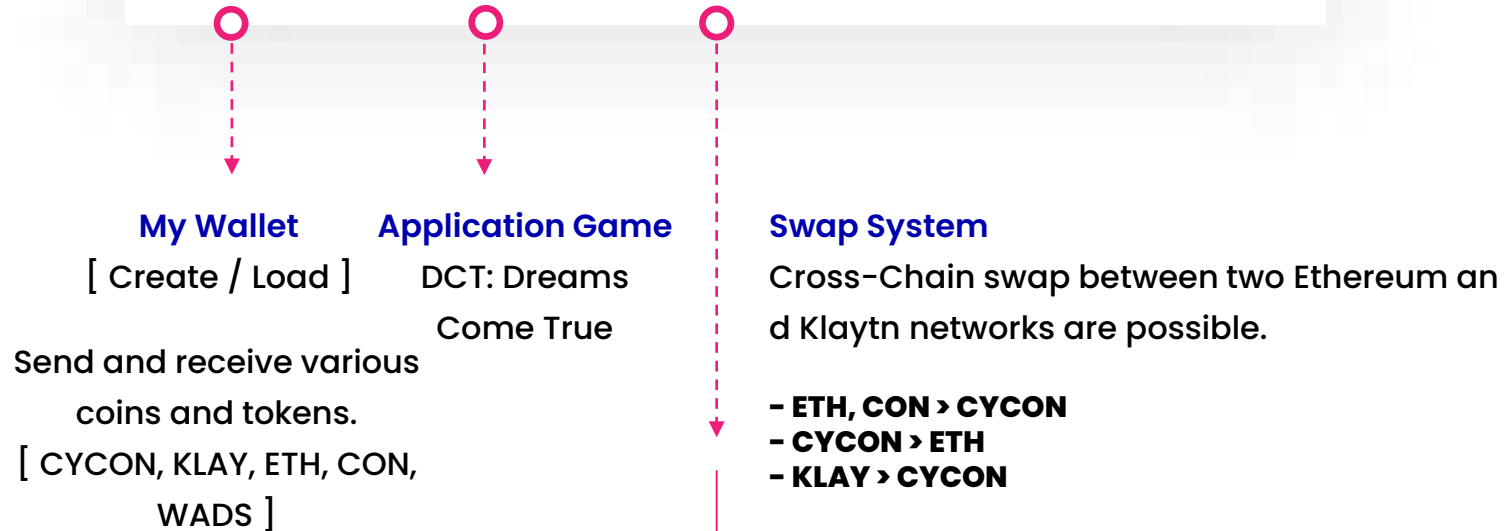 My Wallet
[ Create / Load ]
Send and receive various
coins and tokens.
[ CYCON, KLAY, ETH, CON,
WADS ]
Application Game
DCT: Dreams
Come True
Swap System
Cross-Chain swap between two Ethereum an
d Klaytn networks are possible.
- ETH, CON > CYCON
- CYCON > ETH
- KLAY > CYCON